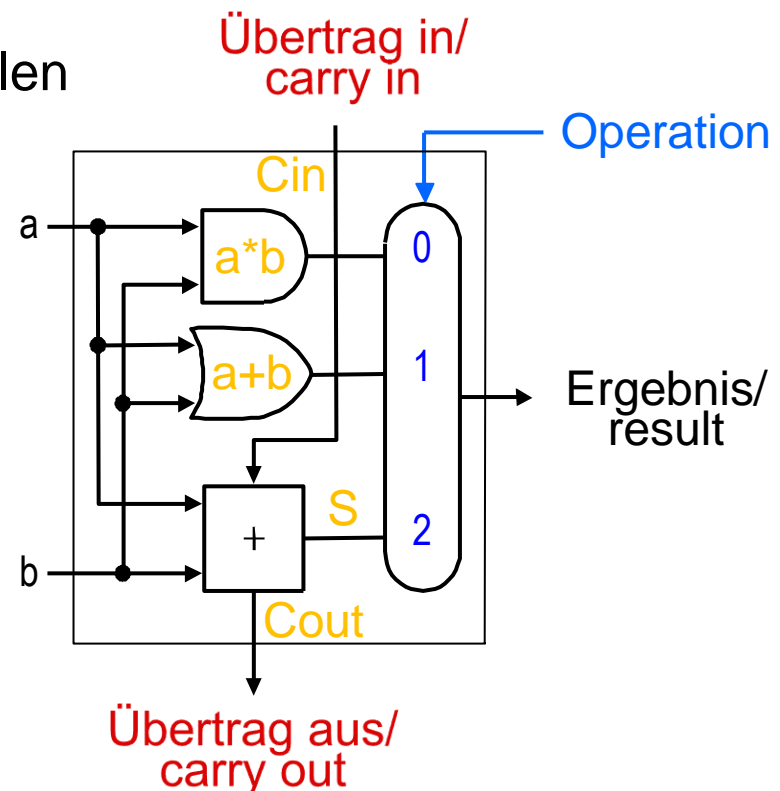 Übertrag in/
carry in
len
Operation
Cin
a
a*b
0
a+b
1
Ergebnis/
result
S
2
+
b
Cout
Übertrag aus/
carry out